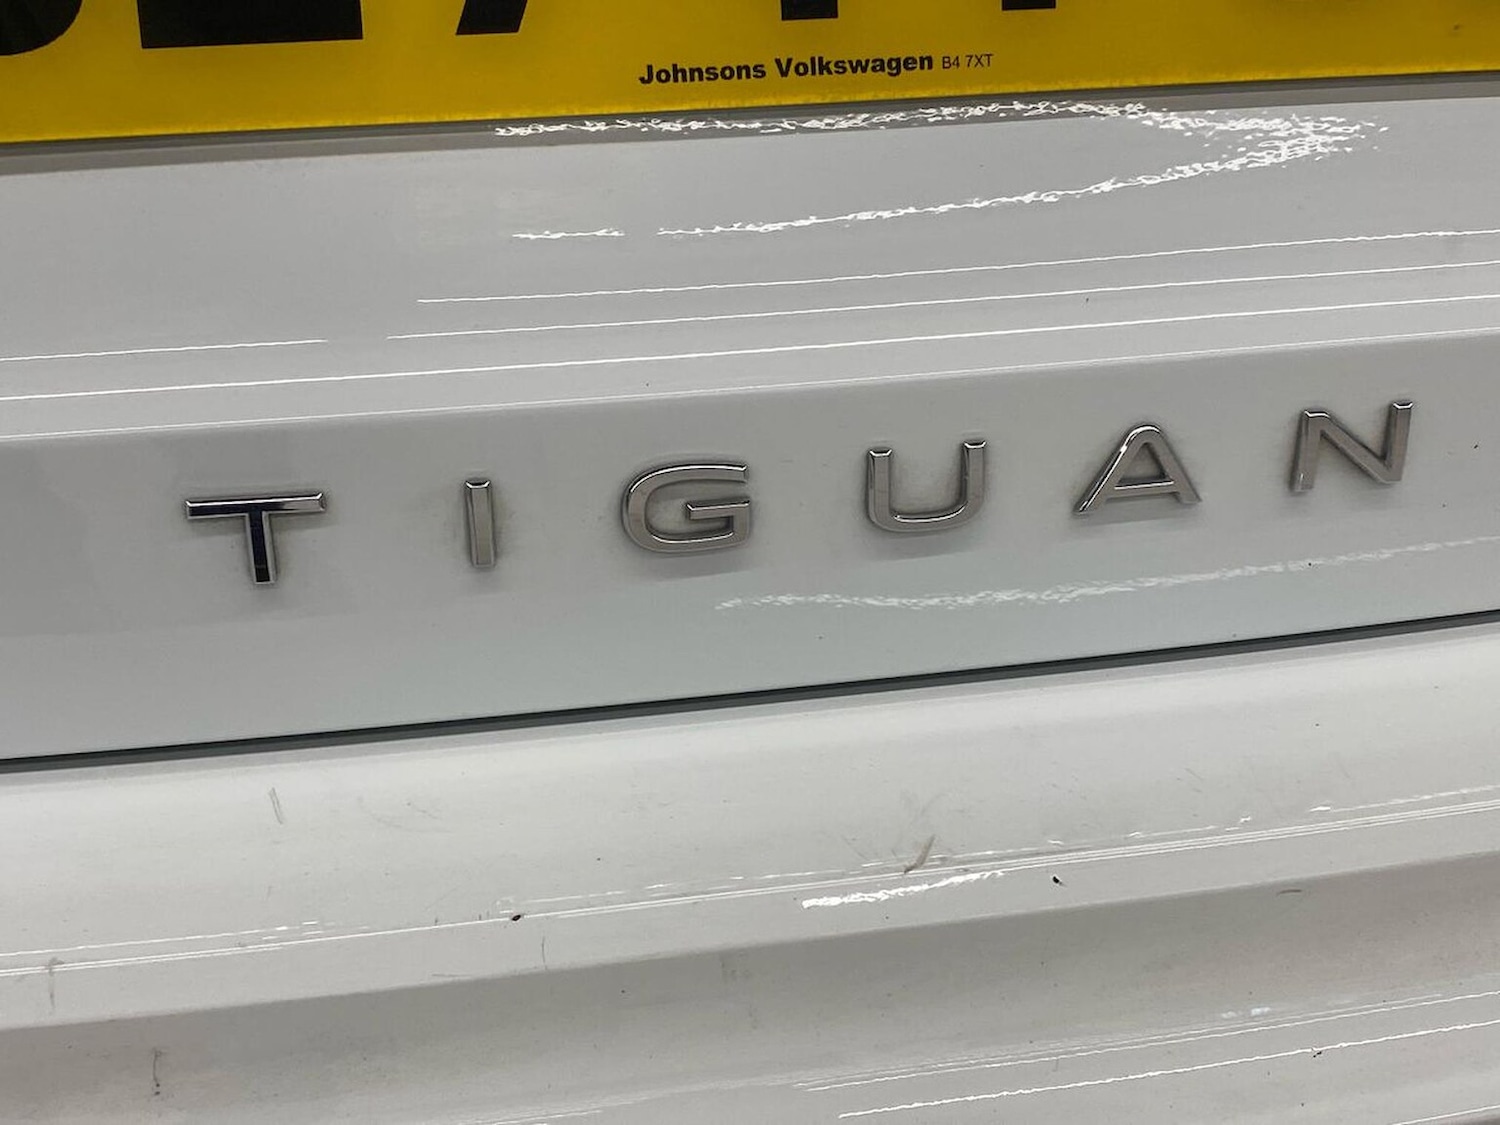 Johnsons Volkswagen B4 7XT
TIGUAN